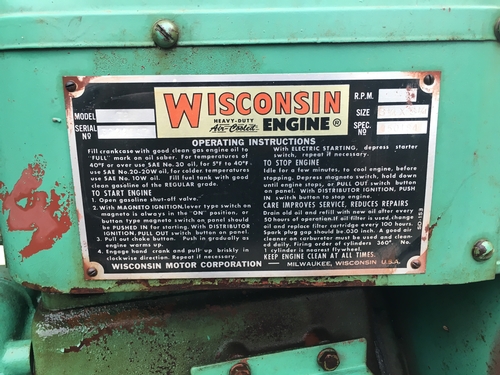 WISCONSIN
HEAVY-DUTY
Air-Cooled
ENGINE ®
MODEL
SERIAL
Nº
R.P.M.
SIZE
SPEC.
Nº
OPERATING INSTRUCTIONS
Fill crankcase with good clean gas engine oil to
"FULL" mark on oil saber. For temperatures of
40°F or over use SAE No-30 oil, for 5°F to 40°F:
use SAE No.20-20W oil, for colder temperatures
use SAE No. 10W oil. Fill fuel tank with good
clean gasoline of the REGULAR grade.
TO START ENGINE
1. Open gasoline shut-off valve.
2. With MAGNETO IGNITION, lever type switch on
magneto is always in the 'ON' position, or
button type magneto switch on panel should
be PUSHED IN for starting. With DISTRIBUTOR
IGNITION, PULL OUT switch button on panel.
3. Pull out choke button. Push in gradually as
engine warms up.
4. Engage hand crank and pull up briskly in
clockwise direction. Repeat if necessary.
WISCONSIN MOTOR CORPORATION
With ELECTRIC STARTING, depress starter
switch, repeat if necessary.
TO STOP ENGINE
Idle for a few minutes, to cool engine, before
stopping. Depress magneto switch, hold down
until engine stops, or PULL OUT switch button
on panel. With DISTRIBUTOR IGNITION, PUSH
IN switch button to stop engine.
CARE IMPROVES SERVICE, REDUCES REPAIRS
Drain old oil and refill with new oil after every
50 hours of operation. If oil filter is used, change
oil and replace filter cartridge every 100 hours.
Spark plug gap should be .030 inch. A good air
cleaner on carburetor must be used and clean-
ed daily. Firing order of cylinders 360°. No.
1 cylinder is nearest flywheel.
KEEP ENGINE CLEAN AT ALL TIMES.
MILWAUKEE, WISCONSIN U.S.A.